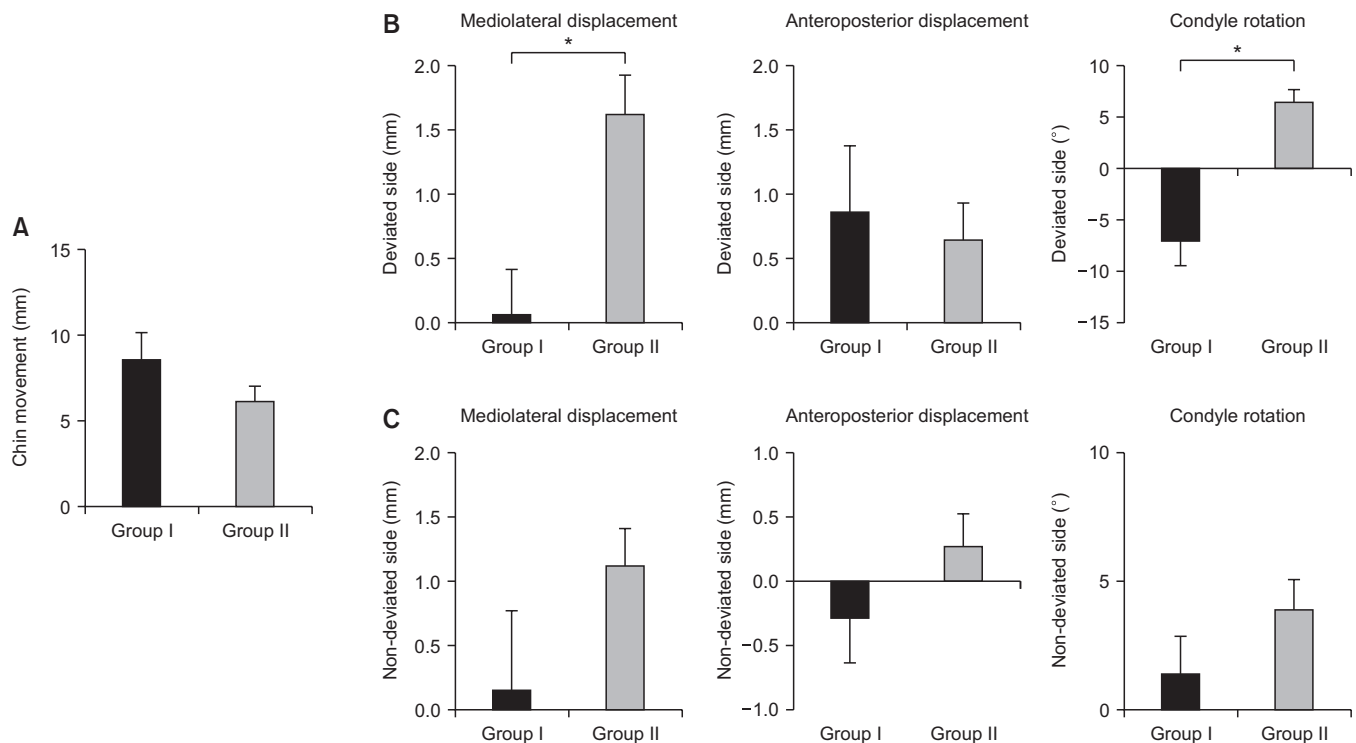 A
Chin movement (mm)
15
10
5
0
Group I
Group II
B
Mediolateral displacement
*
Deviated side (mm)
2.0
1.5
1.0
0.5
0.0
Group I
Group II
Anteroposterior displacement
Deviated side (mm)
2.0
1.5
1.0
0.5
0.0
Group I
Group II
Condyle rotation
*
Deviated side (°)
10
5
0
−5
−10
−15
Group I
Group II
C
Mediolateral displacement
Non-deviated side (mm)
2.0
1.5
1.0
0.5
0.0
Group I
Group II
Anteroposterior displacement
Non-deviated side (mm)
1.0
0.5
0.0
−0.5
−1.0
Group I
Group II
Condyle rotation
Non-deviated side (°)
10
5
0
Group I
Group II